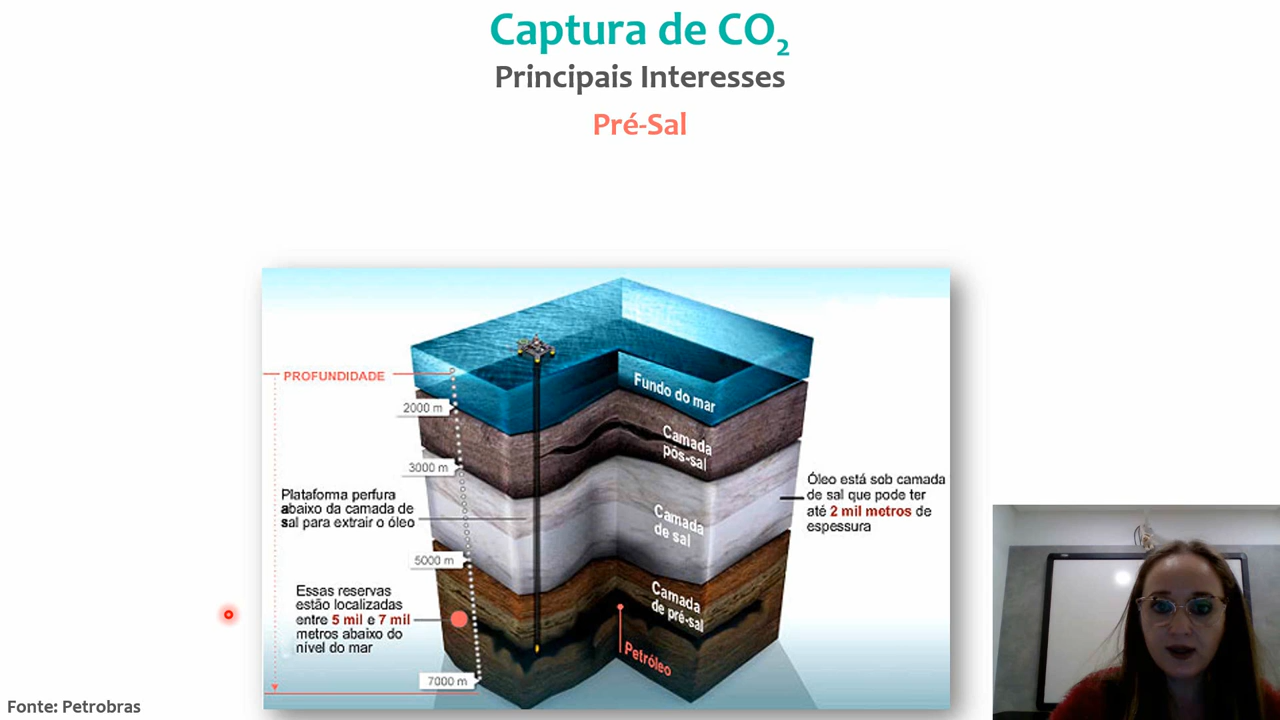 Captura de CO₂
Principais Interesses
Pré-Sal
PROFUNDIDADE
2000 m
3000 m
Plataforma perfura
abaixo da camada de
sal para extrair o óleo
5000 m
Essas reservas
estão localizadas
entre 5 mil e 7 mil
metros abaixo do
nível do mar
7000 m
Fundo do mar
Camada
pós-sal
Camada
de sal
Camada
de pré-sal
Petróleo
Óleo está sob camada
de sal que pode ter
até 2 mil metros de
espessura
Fonte: Petrobras